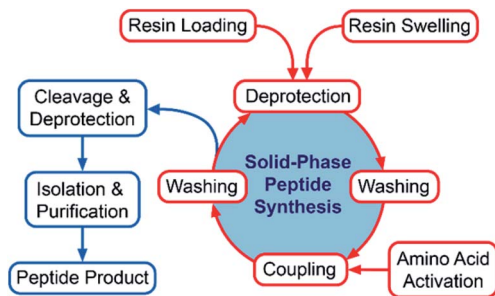 Resin Loading
Resin Swelling
Cleavage &
Deprotection
Deprotection
Solid-Phase
Peptide
Synthesis
Washing
Washing
Isolation &
Purification
Coupling
Amino Acid
Activation
Peptide Product